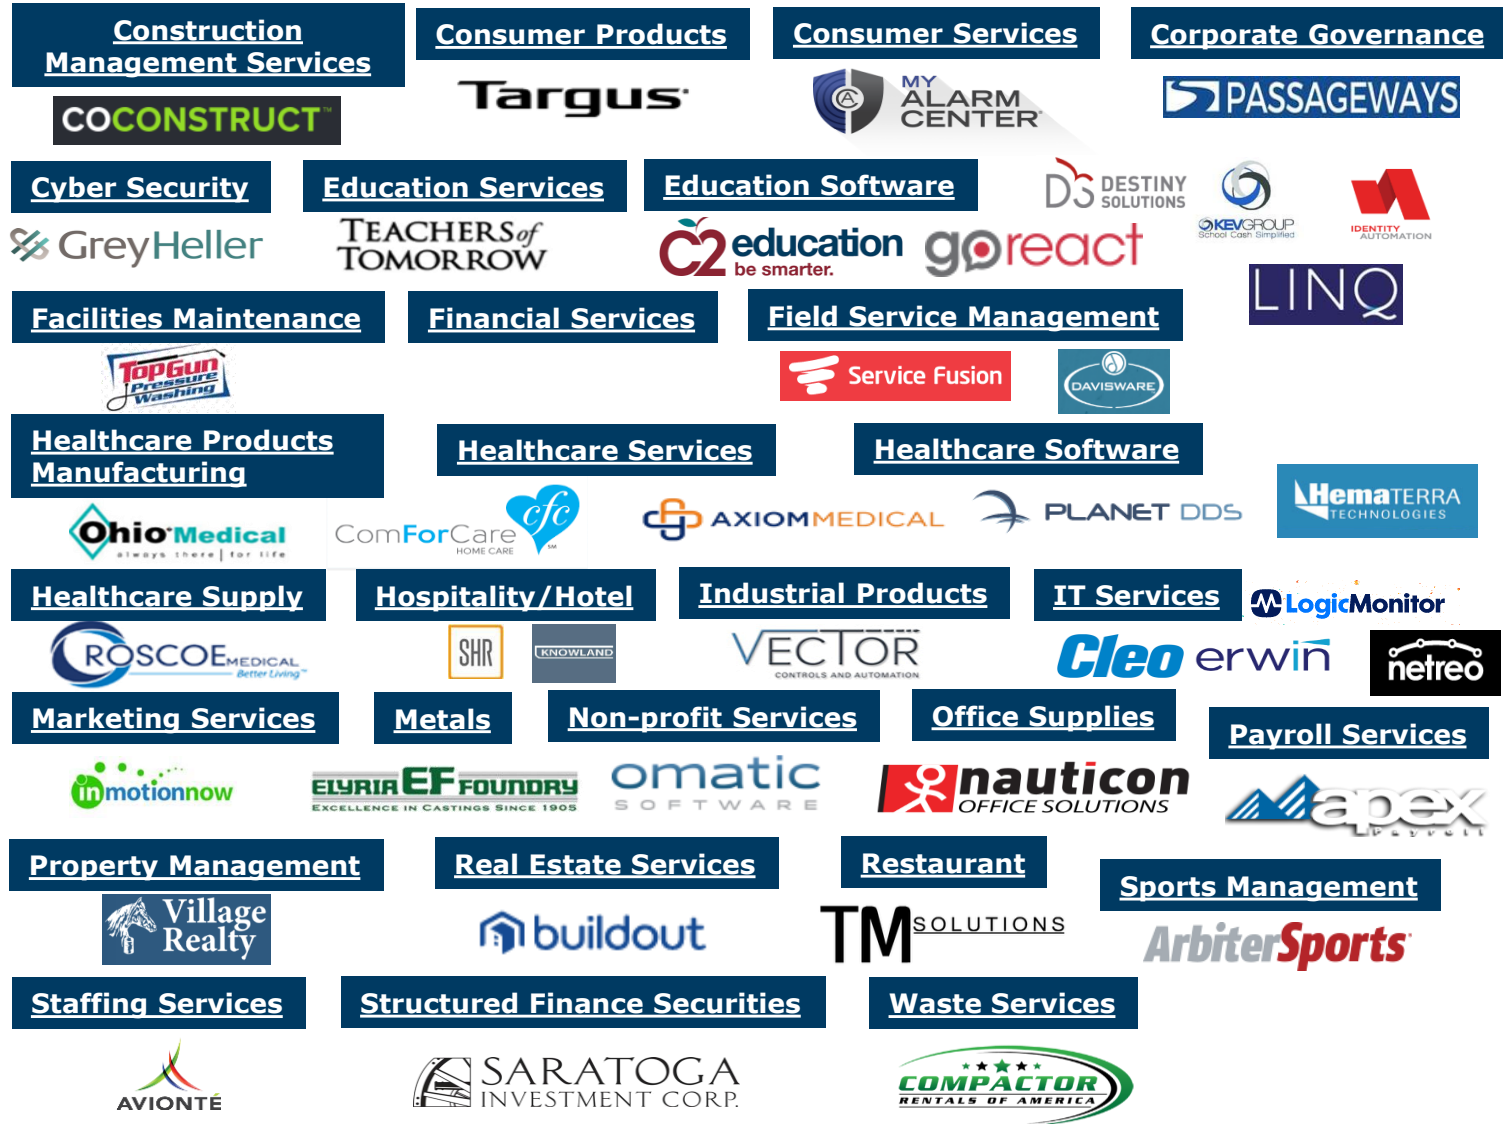 Construction
Management Services
COCONSTRUCT™
Consumer Products
Targus
Consumer Services
MY
ALARM
CENTER
Corporate Governance
PASSAGEWAYS
Cyber Security
GreyHeller
Education Services
TEACHERS of
TOMORROW
Education Software
C2 education
be smarter.
goreact
DS DESTINY
SOLUTIONS
KEVGROUP
School Cash Simplified
IDENTITY
AUTOMATION
LINQ
Facilities Maintenance
TOPGUN
Pressure
Washing
Financial Services
Field Service Management
Service Fusion
DAVISWARE
Healthcare Products
Manufacturing
Ohio Medical
always there | for life
Healthcare Services
ComForCare
HOME CARE
cfc
SM
AXIOMMEDICAL
Healthcare Software
PLANET DDS
HEMATERRA
TECHNOLOGIES
Healthcare Supply
ROSCOE MEDICAL
Better Living™
Hospitality/Hotel
SHR
KNOWLAND
Industrial Products
VECTOR
CONTROLS AND AUTOMATION
IT Services
LogicMonitor
Cleo
erwin
netreo
Marketing Services
inmotionnow
Metals
ELYRIA EF FOUNDRY
EXCELLENCE IN CASTINGS SINCE 1905
Non-profit Services
omatic
SOFTWARE
Office Supplies
nauticon
OFFICE SOLUTIONS
Payroll Services
apex
Payroll
Property Management
Village
Realty
Real Estate Services
buildout
Restaurant
TM SOLUTIONS
Sports Management
ArbiterSports
Staffing Services
AVIONTÉ
Structured Finance Securities
SARATOGA
INVESTMENT CORP.
Waste Services
COMPACTOR
RENTALS OF AMERICA